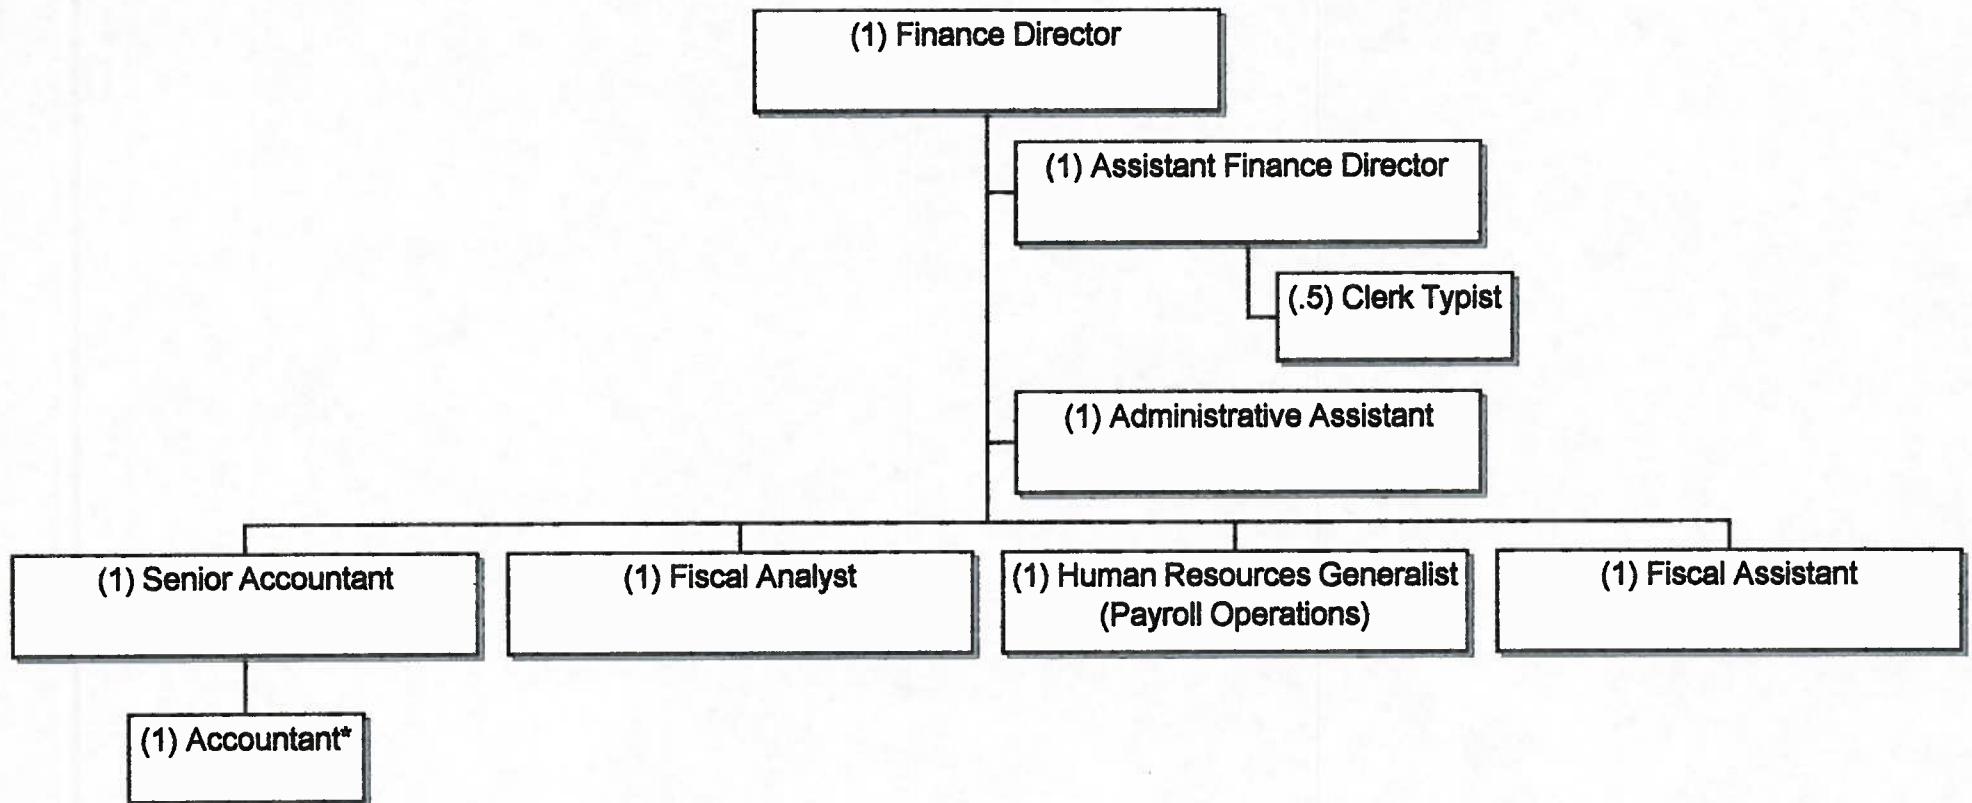 (1) Finance Director
(1) Assistant Finance Director
(.5) Clerk Typist
(1) Administrative Assistant
(1) Senior Accountant
(1) Fiscal Analyst
(1) Human Resources Generalist
(Payroll Operations)
(1) Fiscal Assistant
(1) Accountant*